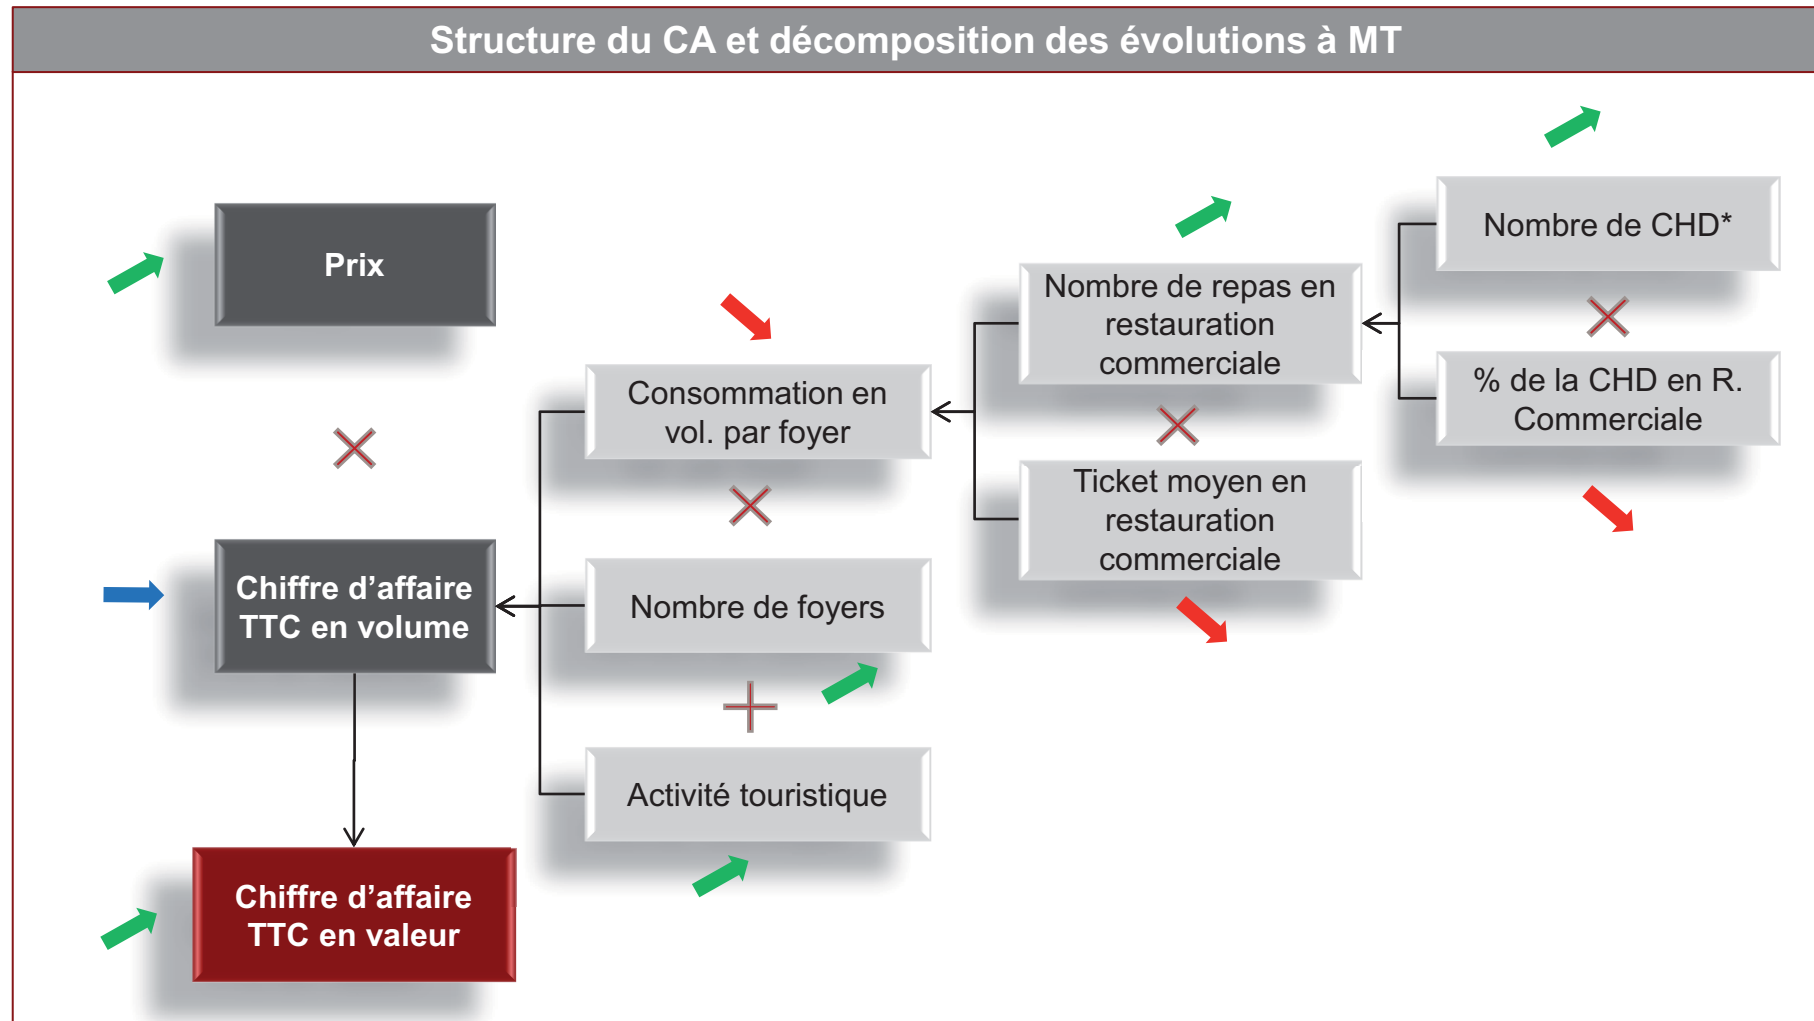 Structure du CA et décomposition des évolutions à MT
Prix
Chiffre d’affaire
TTC en volume
Chiffre d’affaire
TTC en valeur
Consommation en
vol. par foyer
Nombre de foyers
Activité touristique
Nombre de repas en
restauration
commerciale
Ticket moyen en
restauration
commerciale
Nombre de CHD*
% de la CHD en R.
Commerciale